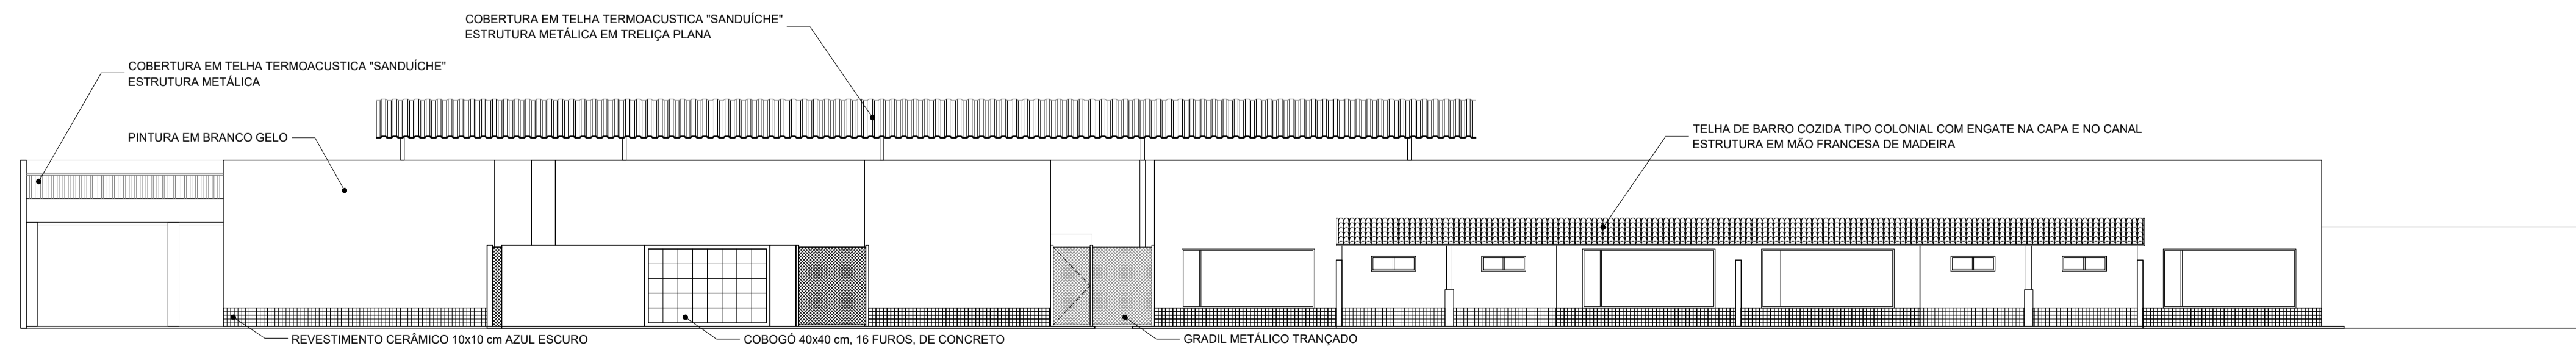 COBERTURA EM TELHA TERMOACUSTICA "SANDUÍCHE"
ESTRUTURA METÁLICA EM TRELIÇA PLANA
COBERTURA EM TELHA TERMOACUSTICA "SANDUÍCHE"
ESTRUTURA METÁLICA
PINTURA EM BRANCO GELO
TELHA DE BARRO COZIDA TIPO COLONIAL COM ENGATE NA CAPA E NO CANAL
ESTRUTURA EM MÃO FRANCESA DE MADEIRA
REVESTIMENTO CERÂMICO 10x10 cm AZUL ESCURO
COBOGÓ 40x40 cm, 16 FUROS, DE CONCRETO
GRADIL METÁLICO TRANÇADO